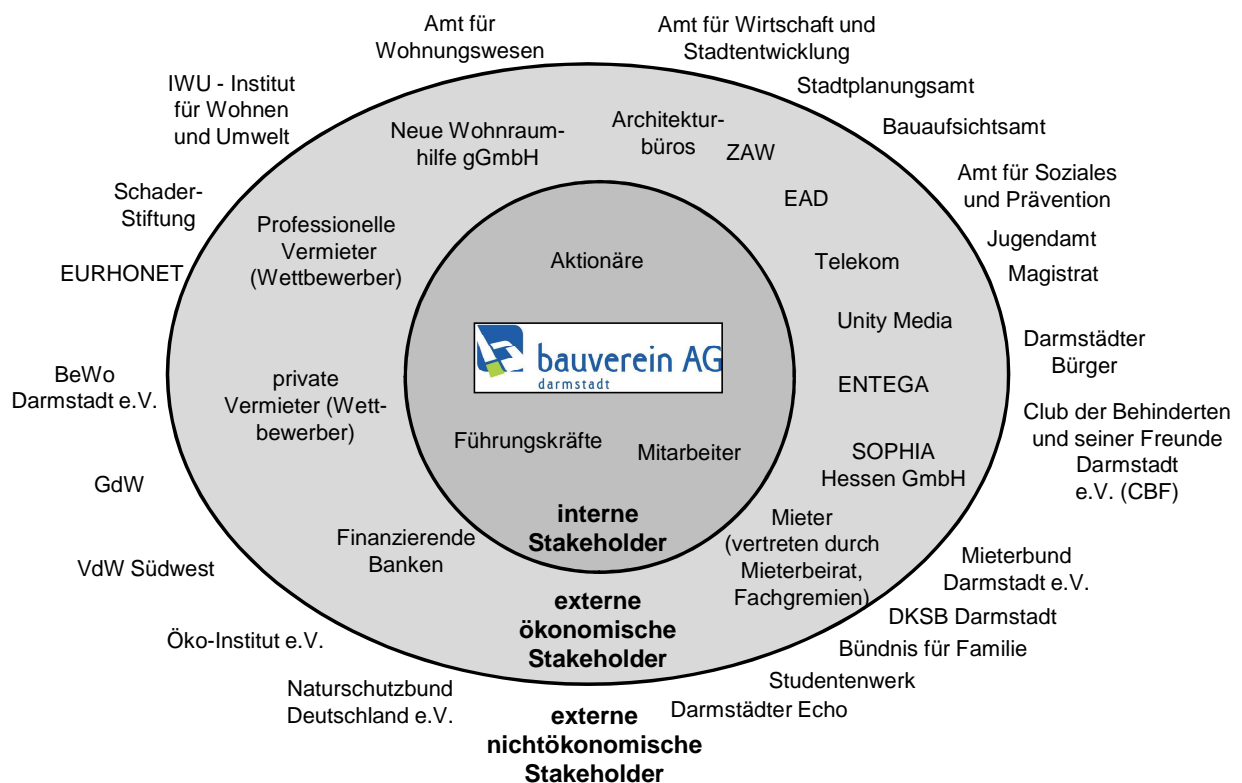 Amt für
Wohnungswesen
Amt für Wirtschaft und
Stadtentwicklung
IWU - Institut
für Wohnen
und Umwelt
Stadtplanungsamt
Neue Wohnraum-
hilfe gGmbH
Architektur-
büros
ZAW
Bauaufsichtsamt
Schader-
Stiftung
EAD
Amt für Soziales
und Prävention
Professionelle
Vermieter
(Wettbewerber)
Aktionäre
Telekom
Jugendamt
EURHONET
Magistrat
Unity Media
bauverein AG
darmstadt
Darmstädter
Bürger
BeWo
Darmstadt e.V.
private
Vermieter (Wett-
bewerber)
ENTEGA
Führungskräfte
Mitarbeiter
SOPHIA
Hessen GmbH
Club der Behinderten
und seiner Freunde
Darmstadt
e.V. (CBF)
GdW
interne
Stakeholder
Finanzierende
Banken
Mieter
(vertreten durch
Mieterbeirat,
Fachgremien)
VdW Südwest
Mieterbund
Darmstadt e.V.
externe
ökonomische
Stakeholder
DKSB Darmstadt
Öko-Institut e.V.
Bündnis für Familie
Studentenwerk
Naturschutzbund
Deutschland e.V.
Darmstädter Echo
externe
nichtökonomische
Stakeholder